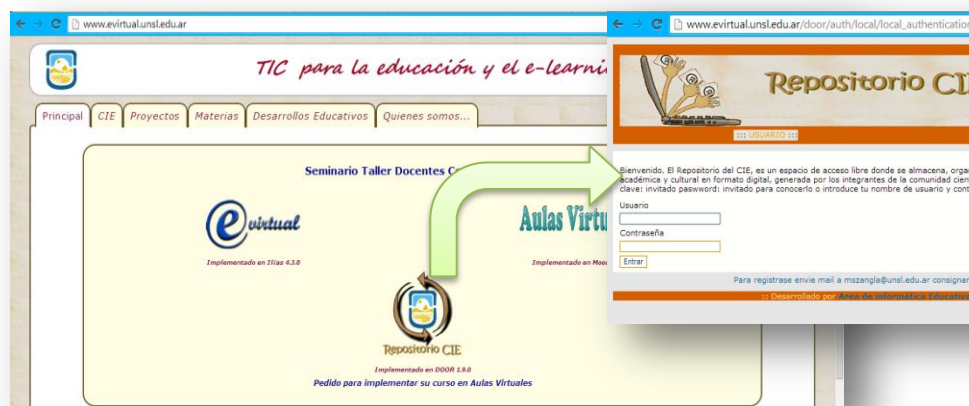 www.evirtual.unsl.edu.ar
TIC para la educación y el e-learni
Principal CIE Proyectos Materias Desarrollos Educativos Quienes somos...
Seminario Taller Docentes C
e virtual
Aulas Virtu
Implementado en Ilias 4.3.0
Implementado en Moo
Repositorio CIE
Implementado en DOOR 1.9.0
Pedido para implementar su curso en Aulas Virtuales
www.evirtual.unsl.edu.ar/door/auth/local/local_authentication
Repositorio CI
::: USUARIO :::
Bienvenido. El Repositorio del CIE, es un espacio de acceso libre donde se almacena, orga
académica y cultural en formato digital, generada por los integrantes de la comunidad cien
clave: invitado paswword: invitado para conocerlo o introduce tu nombre de usuario y cont
Usuario
Contraseña
Entrar
Para registrase envie mail a mszangla@unsl.edu.ar consignar
:: Desarrollado por Area de Informática Educativa